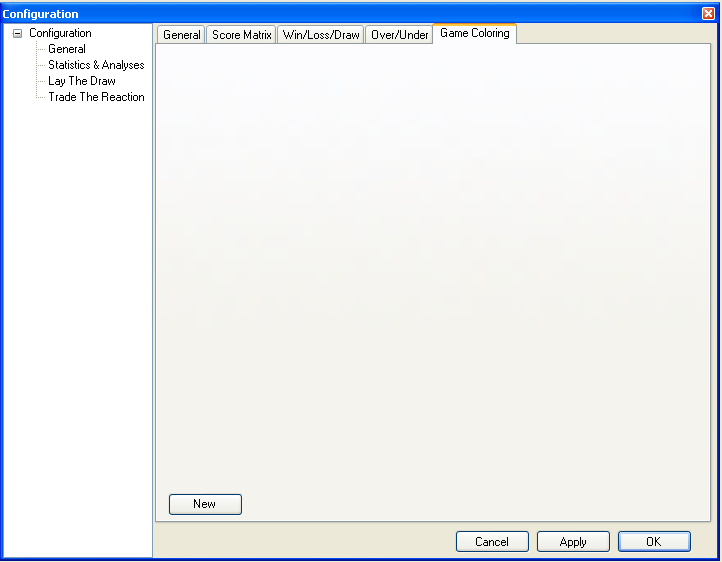 Configuration
Configuration
General
Statistics & Analyses
Lay The Draw
Trade The Reaction
General Score Matrix Win/Loss/Draw Over/Under Game Coloring
New
Cancel Apply OK